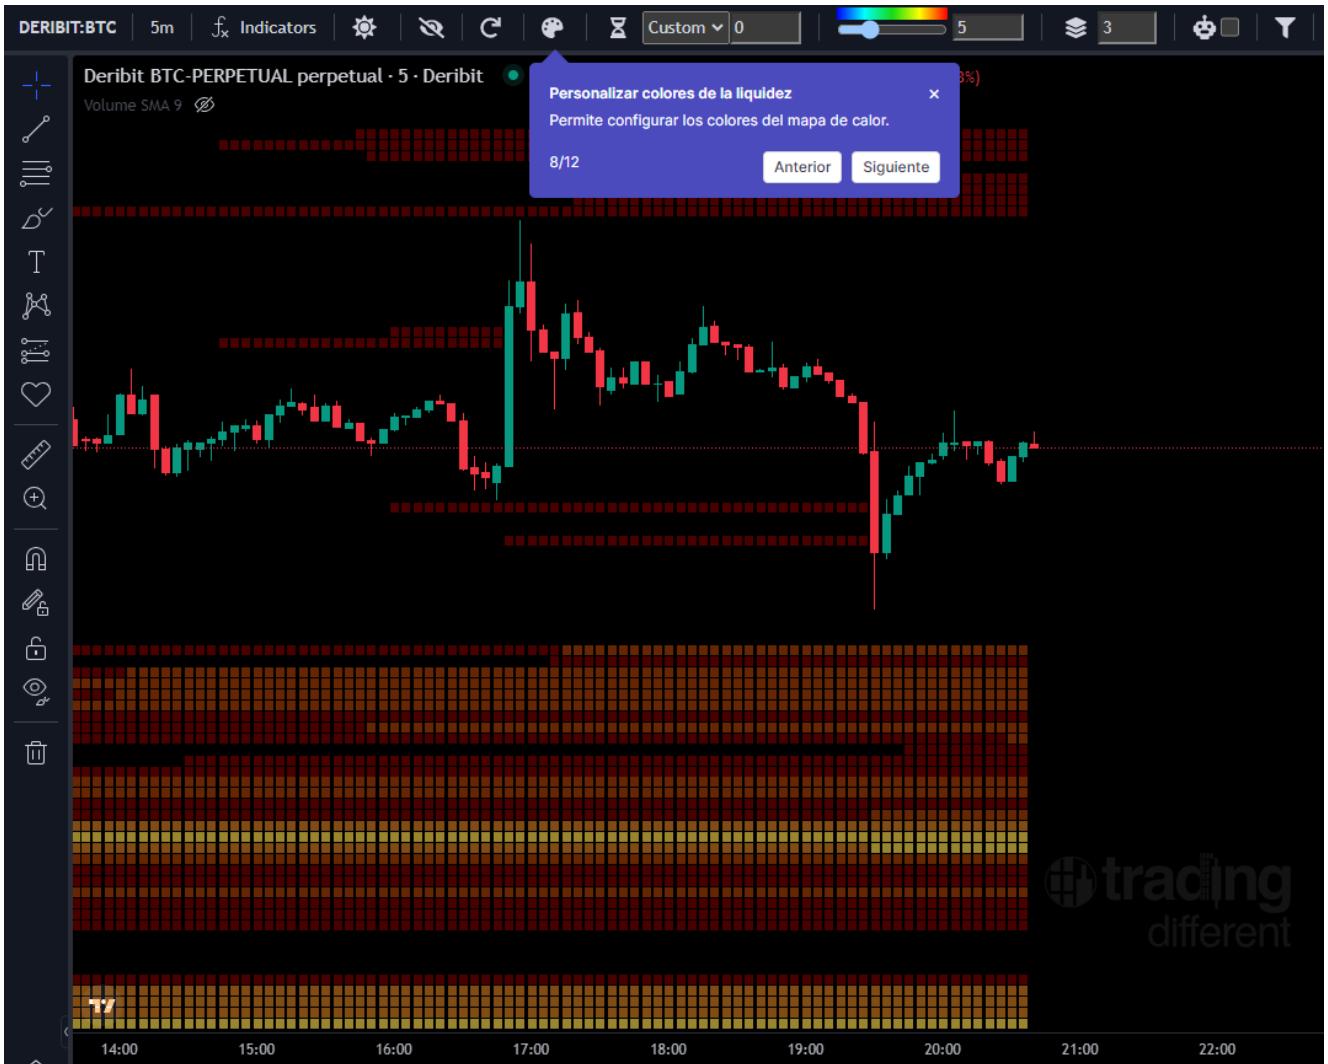 DERIBIT:BTC 5m fx Indicators Custom 0 5 3
Deribit BTC-PERPETUAL perpetual · 5 · Deribit 3%)
Volume SMA 9
Personalizar colores de la liquidez
Permite configurar los colores del mapa de calor.
8/12 Anterior Siguiente
trading
different
14:00 15:00 16:00 17:00 18:00 19:00 20:00 21:00 22:00